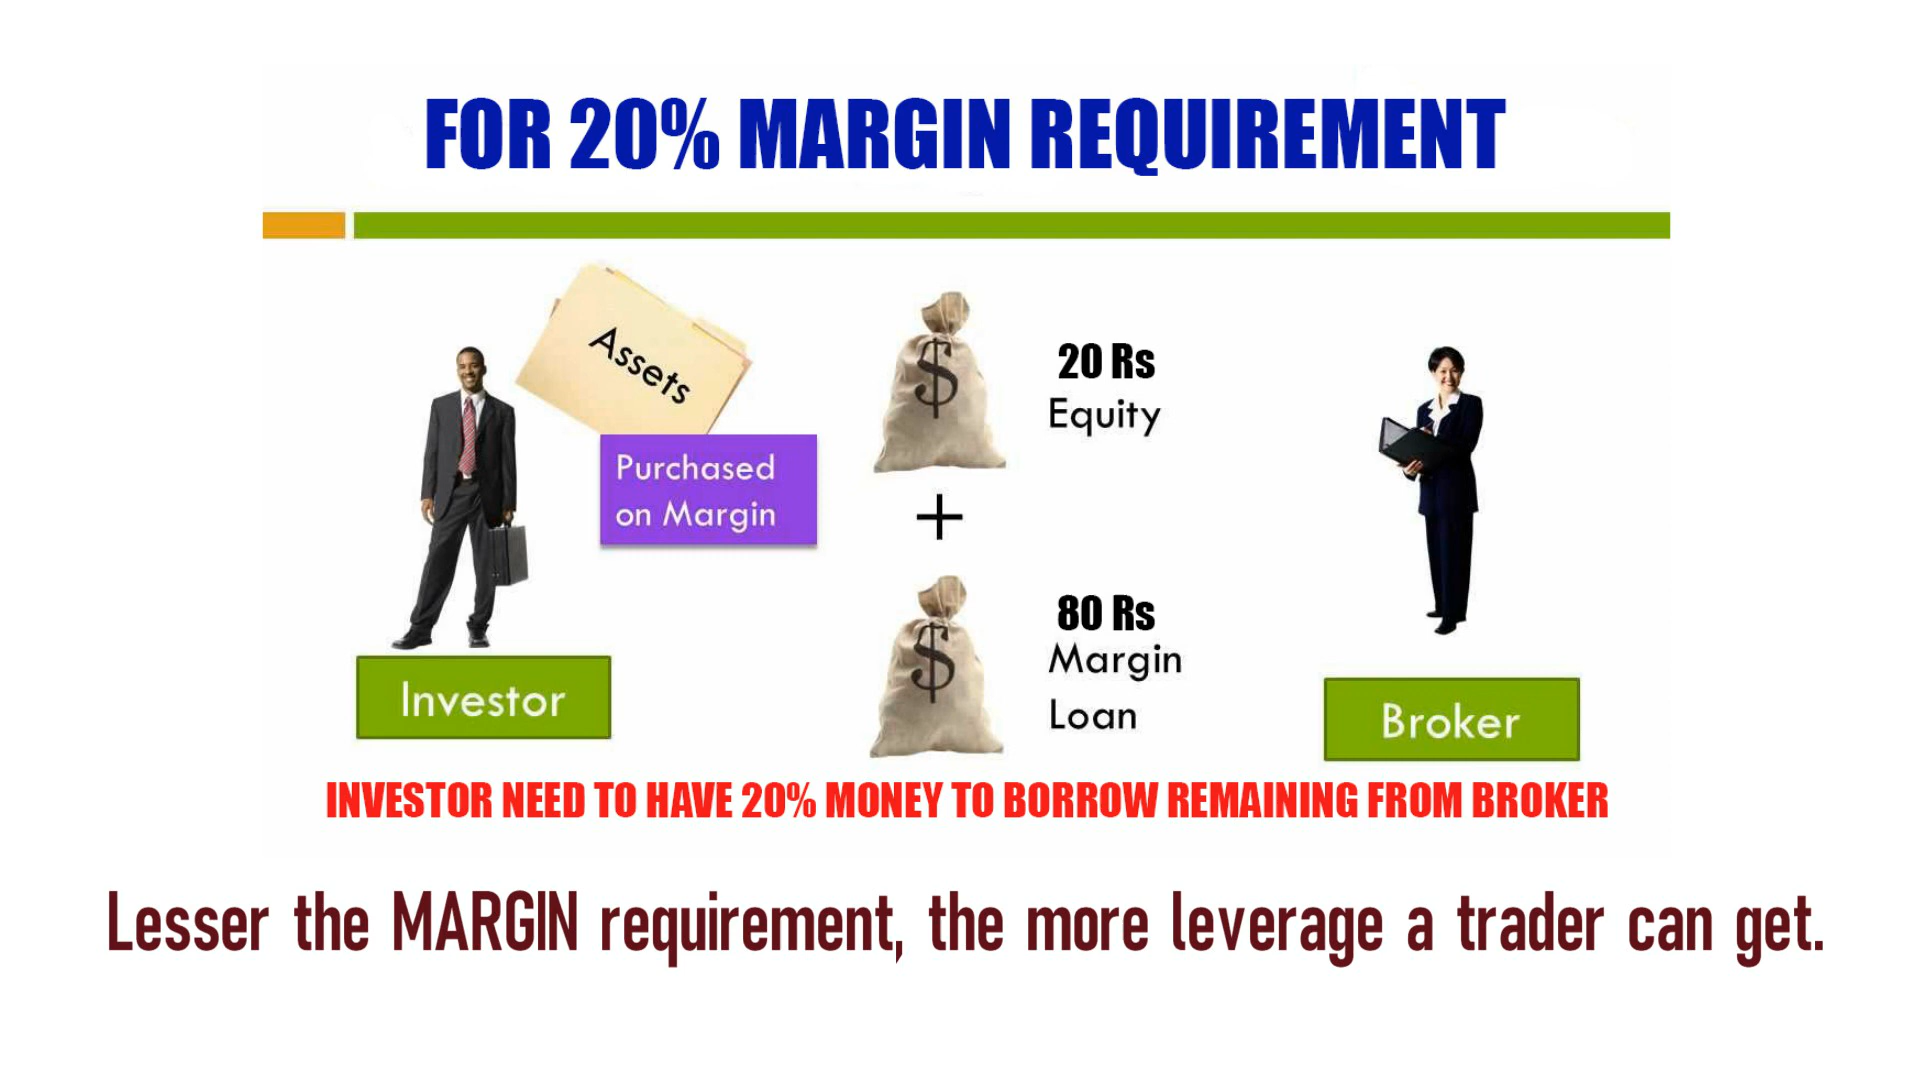 FOR 20% MARGIN REQUIREMENT
Assets
Purchased
on Margin
$
20 Rs
Equity
+
$
80 Rs
Margin
Loan
Investor
Broker
INVESTOR NEED TO HAVE 20% MONEY TO BORROW REMAINING FROM BROKER
Lesser the MARGIN requirement, the more leverage a trader can get.